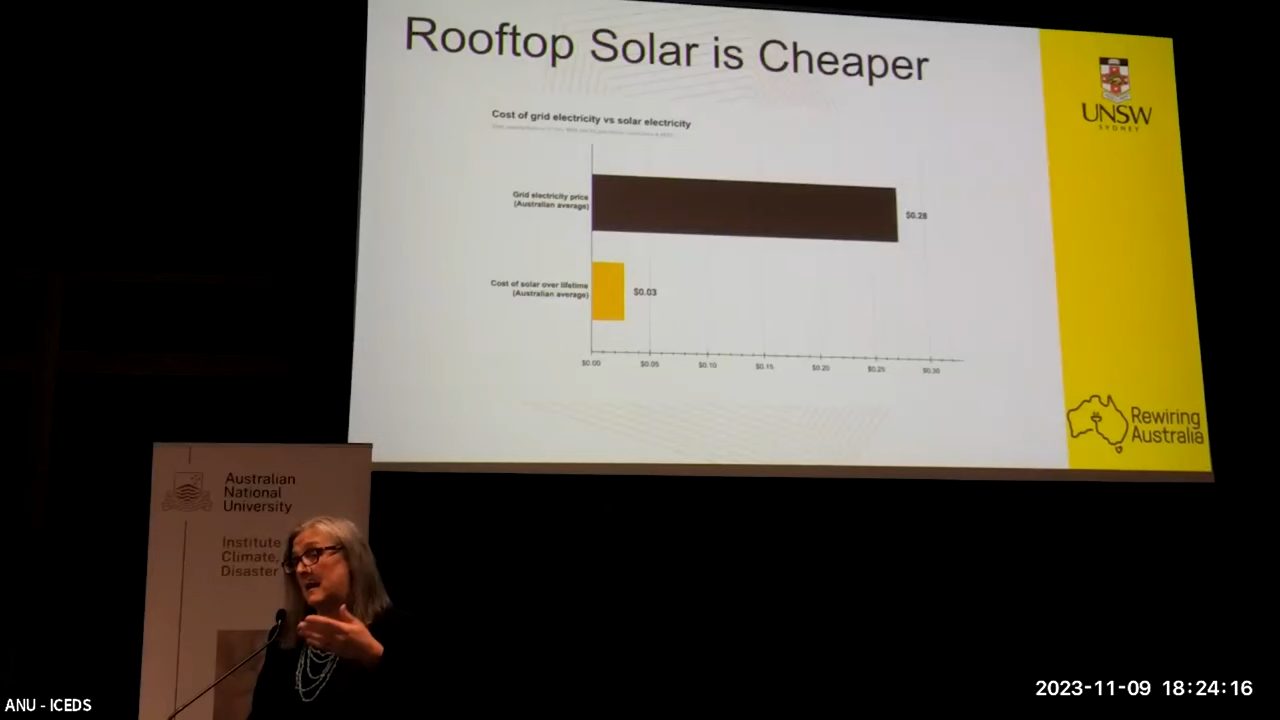 Rooftop Solar is Cheaper
UNSW
SYDNEY
Cost of grid electricity vs solar electricity
Grid electricity price
(Australian average)
$0.28
Cost of solar over lifetime
(Australian average)
$0.03
$0.00 $0.05 $0.10 $0.15 $0.20 $0.25 $0.30
Rewiring
Australia
Australian
National
University
Institute
Climate,
Disaster
ANU - ICEDS
2023-11-09 18:24:16